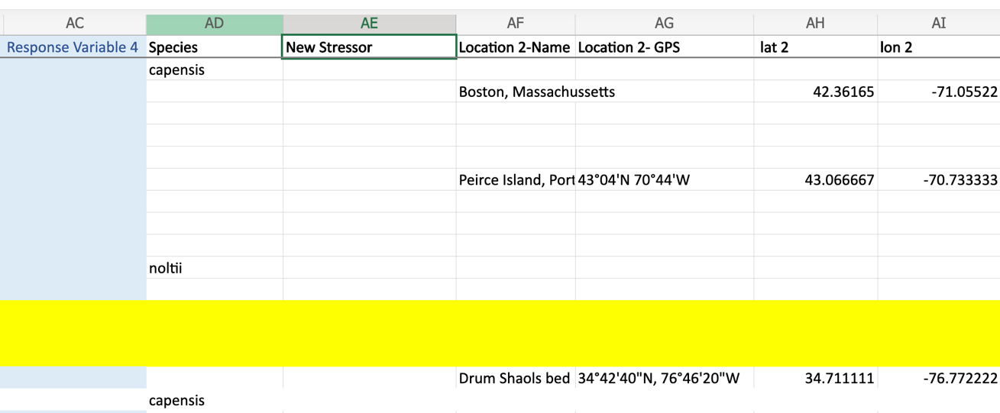 AC AD AE AF AG AH AI
Response Variable 4 Species New Stressor Location 2-Name Location 2- GPS lat 2 lon 2
capensis
Boston, Massachussetts 42.36165 -71.05522
Peirce Island, Port 43°04'N 70°44'W 43.066667 -70.733333
noltii
Drum Shaols bed 34°42'40"N, 76°46'20"W 34.711111 -76.772222
capensis